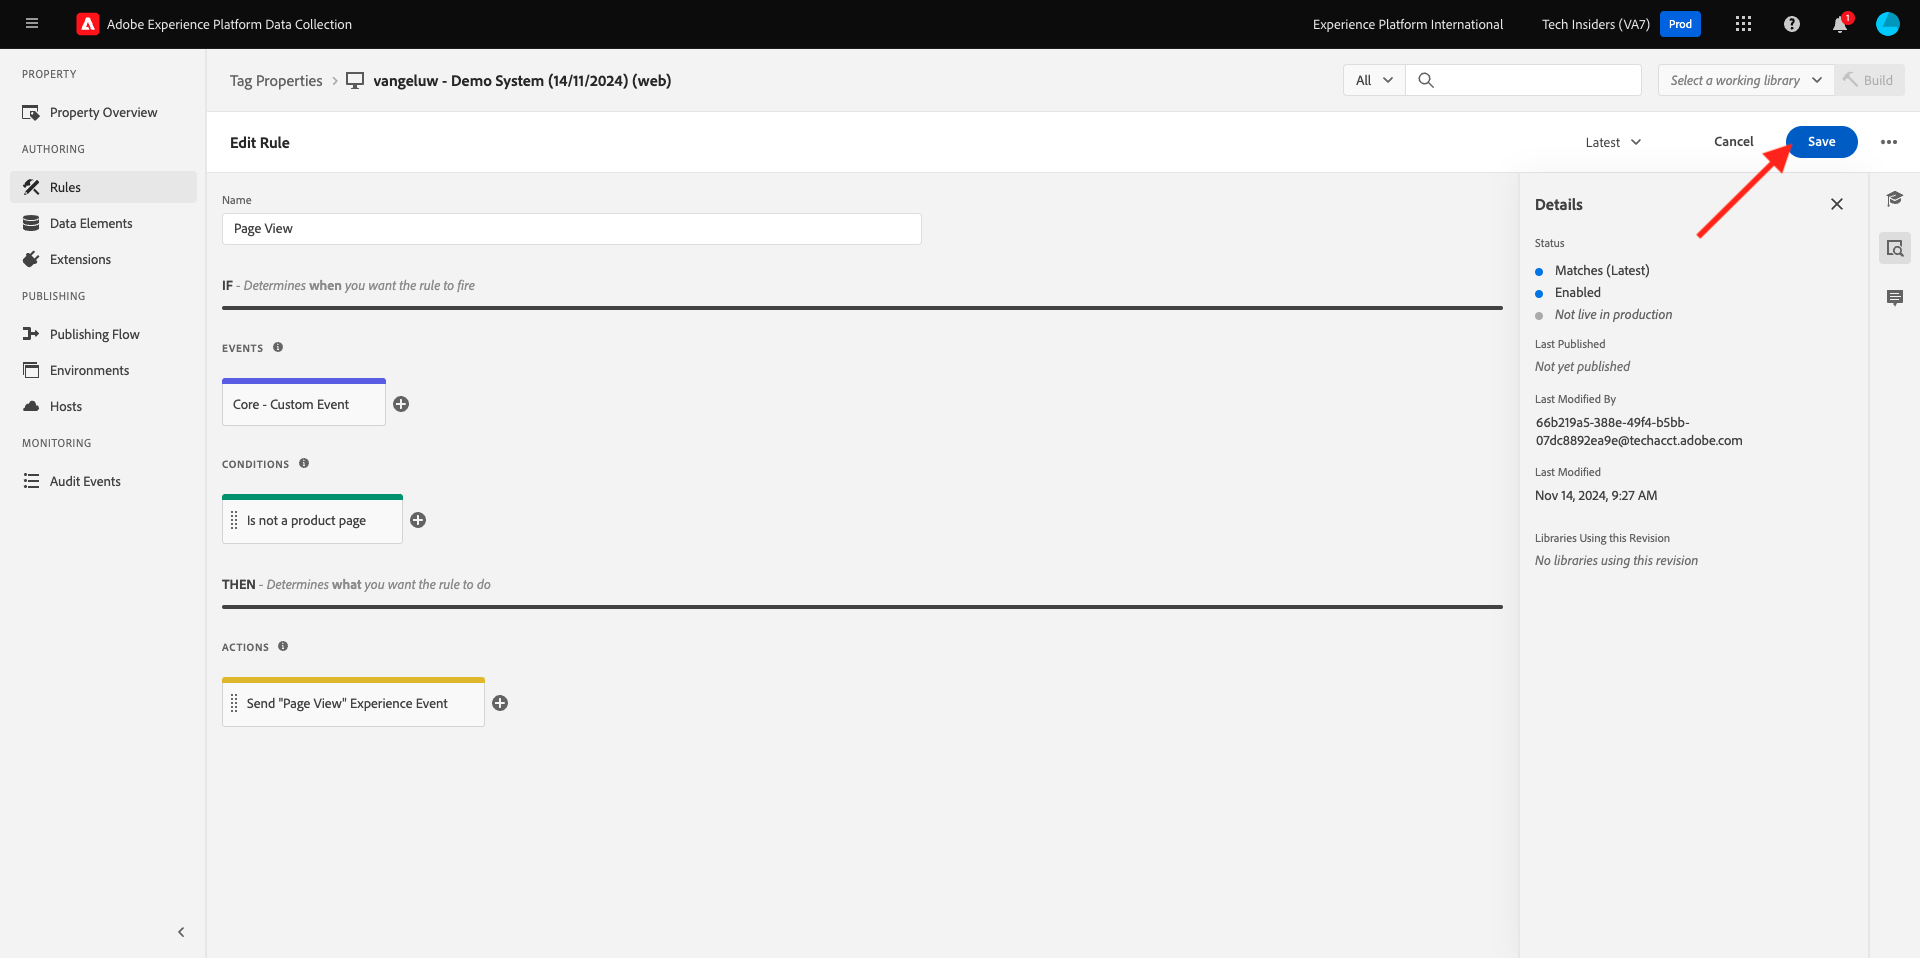 Adobe Experience Platform Data Collection
Experience Platform International
Tech Insiders (VA7)
Prod
1
PROPERTY
Property Overview
AUTHORING
Rules
Data Elements
Extensions
PUBLISHING
Publishing Flow
Environments
Hosts
MONITORING
Audit Events
Tag Properties
vangeluw - Demo System (14/11/2024) (web)
All
Select a working library
Build
Edit Rule
Latest
Cancel
Save
Name
Page View
IF - Determines when you want the rule to fire
EVENTS
Core - Custom Event
CONDITIONS
Is not a product page
THEN - Determines what you want the rule to do
ACTIONS
Send "Page View" Experience Event
Details
Status
Matches (Latest)
Enabled
Not live in production
Last Published
Not yet published
Last Modified By
66b219a5-388e-49f4-b5bb-
07dc8892ea9e@techacct.adobe.com
Last Modified
Nov 14, 2024, 9:27 AM
Libraries Using this Revision
No libraries using this revision